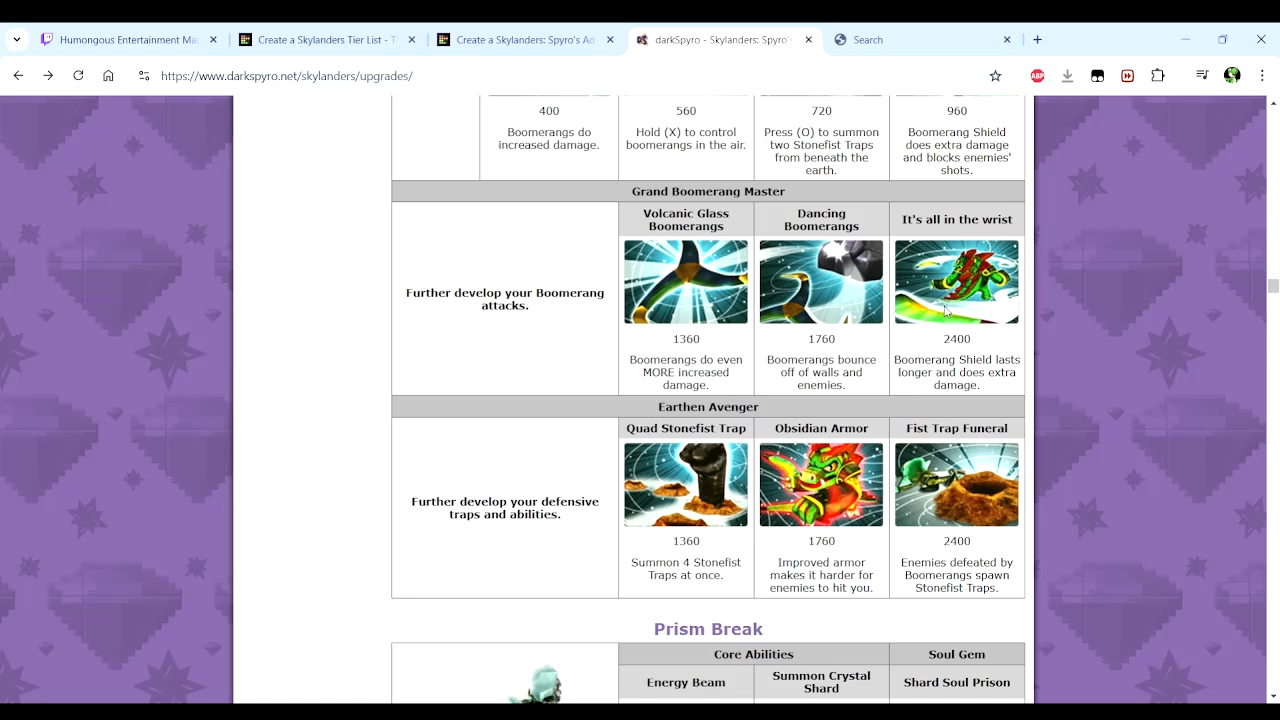 Humongous Entertainment Ma
Create a Skylanders Tier List - T
Create a Skylanders: Spyro's Ad
darkSpyro - Skylanders: Spyro'
Search
https://www.darkspyro.net/skylanders/upgrades/
ABP
400
560
720
960
Boomerangs do
increased damage.
Hold (X) to control
boomerangs in the air.
Press (O) to summon
two Stonefist Traps
from beneath the
earth.
Boomerang Shield
does extra damage
and blocks enemies'
shots.
Grand Boomerang Master
Further develop your Boomerang
attacks.
Volcanic Glass
Boomerangs
Dancing
Boomerangs
It's all in the wrist
1360
1760
2400
Boomerangs do even
MORE increased
damage.
Boomerangs bounce
off of walls and
enemies.
Boomerang Shield lasts
longer and does extra
damage.
Earthen Avenger
Further develop your defensive
traps and abilities.
Quad Stonefist Trap
Obsidian Armor
Fist Trap Funeral
1360
1760
2400
Summon 4 Stonefist
Traps at once.
Improved armor
makes it harder for
enemies to hit you.
Enemies defeated by
Boomerangs spawn
Stonefist Traps.
Prism Break
Core Abilities
Soul Gem
Energy Beam
Summon Crystal
Shard
Shard Soul Prison